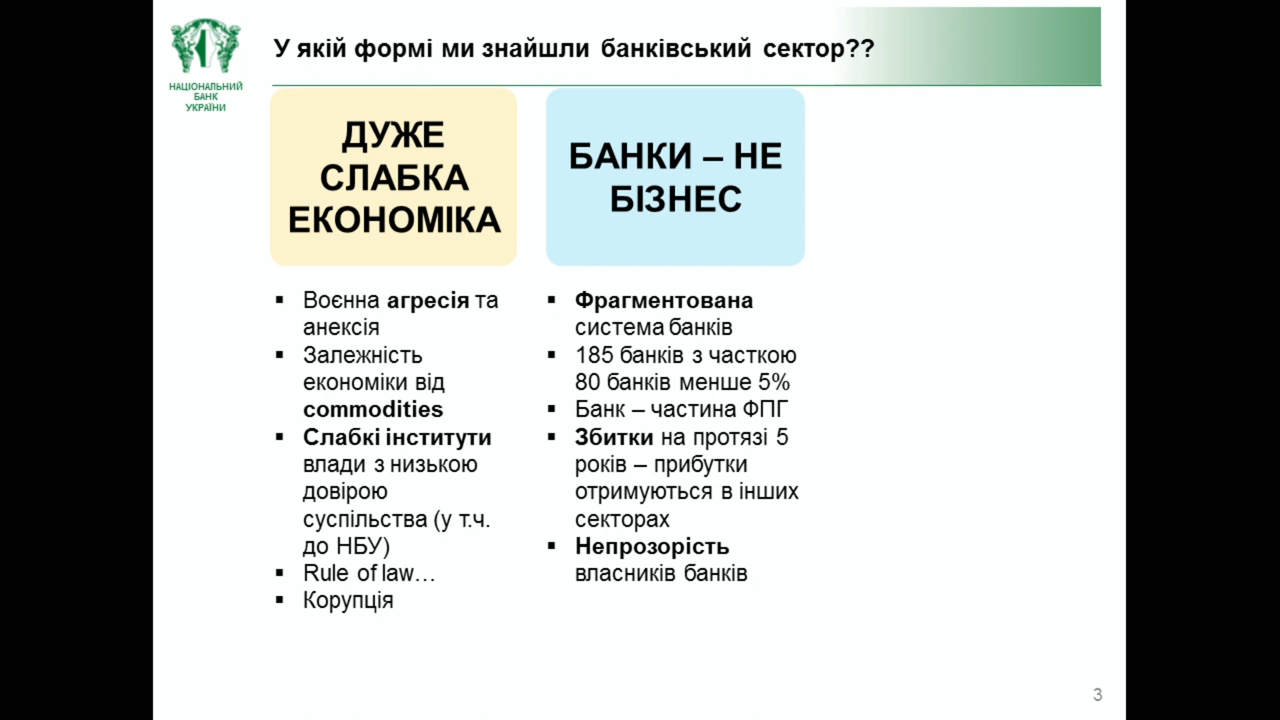 НАЦІОНАЛЬНИЙ
БАНК
УКРАЇНИ
У якій формі ми знайшли банківський сектор??
ДУЖЕ
СЛАБКА
ЕКОНОМІКА
▪ Воєнна агресія та
анексія
▪ Залежність
економіки від
commodities
▪ Слабкі інститути
влади з низькою
довірою
суспільства (у т.ч.
до НБУ)
▪ Rule of law…
▪ Корупція
БАНКИ – НЕ
БІЗНЕС
▪ Фрагментована
система банків
▪ 185 банків з часткою
80 банків менше 5%
▪ Банк – частина ФПГ
▪ Збитки на протязі 5
років – прибутки
отримуються в інших
секторах
▪ Непрозорість
власників банків
3